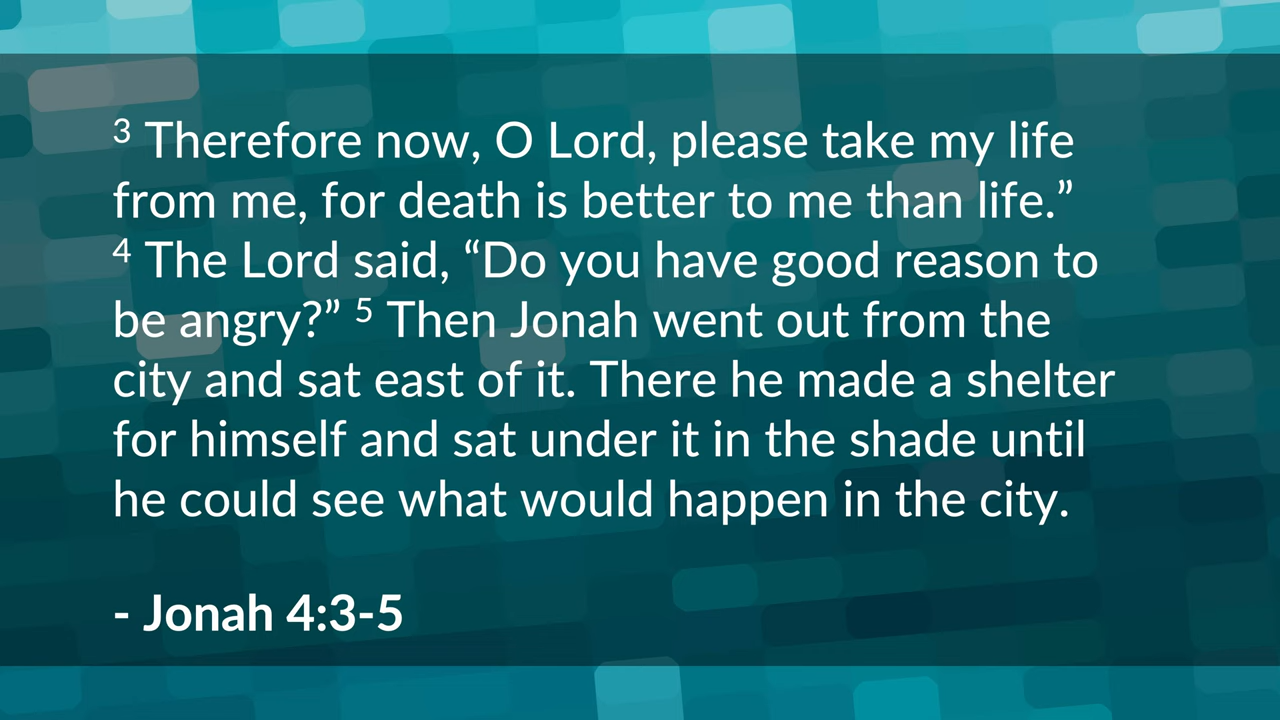 3 Therefore now, O Lord, please take my life
from me, for death is better to me than life.”
4 The Lord said, “Do you have good reason to
be angry?” 5 Then Jonah went out from the
city and sat east of it. There he made a shelter
for himself and sat under it in the shade until
he could see what would happen in the city.
- Jonah 4:3-5